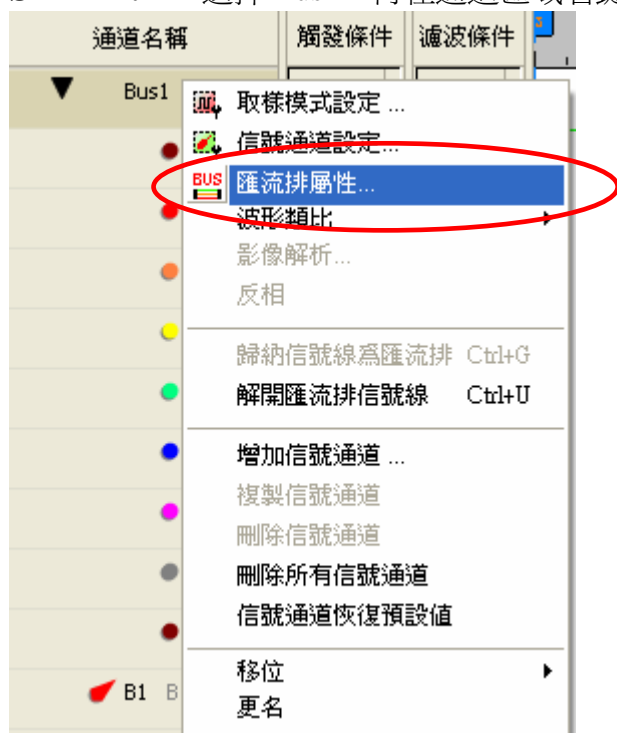 通道名稱 觸發條件 濾波條件
Bus1
取樣模式設定 ...
信號通道設定...
BUS 匯流排屬性...
波形類比
影像解析...
反相
歸納信號線爲匯流排 Ctrl+G
解開匯流排信號線 Ctrl+U
增加信號通道 ...
複製信號通道
刪除信號通道
刪除所有信號通道
信號通道恢復預設值
移位
B1 B
更名